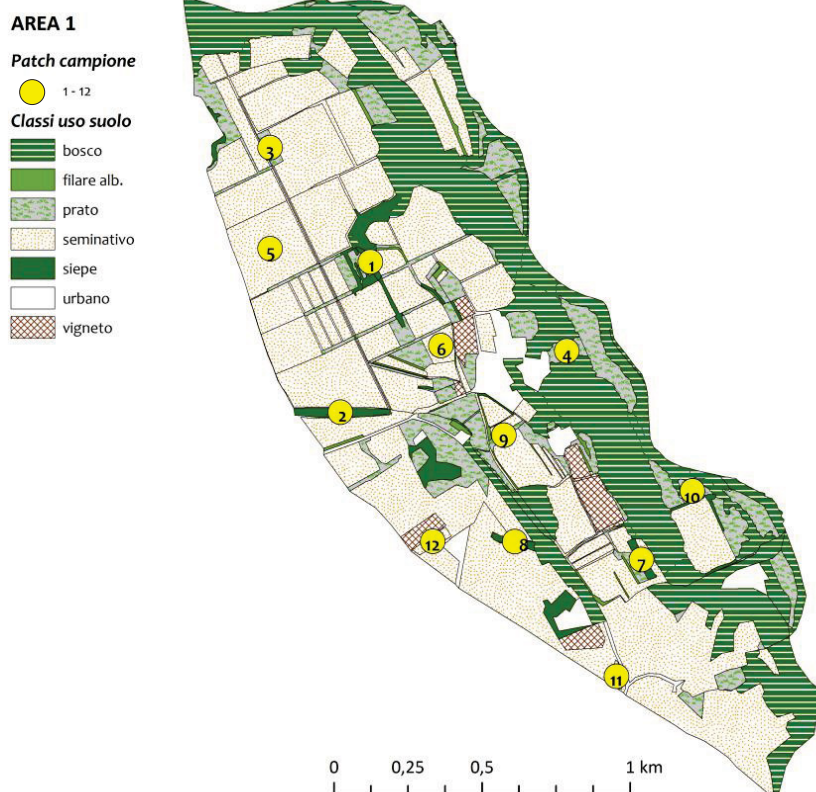 AREA 1
Patch campione
1 - 12
Classi uso suolo
bosco
filare alb.
prato
seminativo
siepe
urbano
vigneto
3
5
1
6
4
2
9
10
12
8
7
11
0 0,25 0,5 1 km